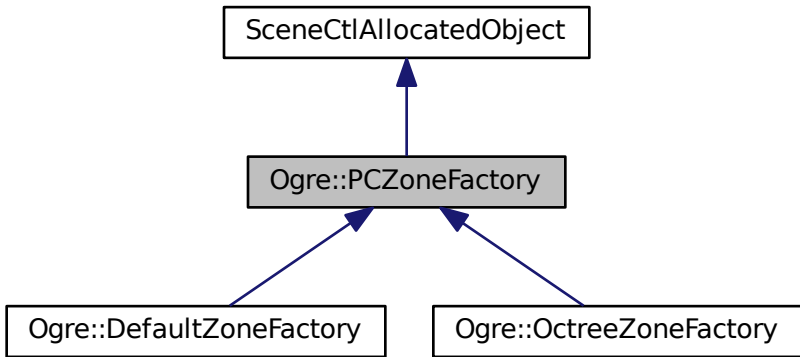 SceneCtlAllocatedObject
Ogre::PCZoneFactory
Ogre::DefaultZoneFactory
Ogre::OctreeZoneFactory